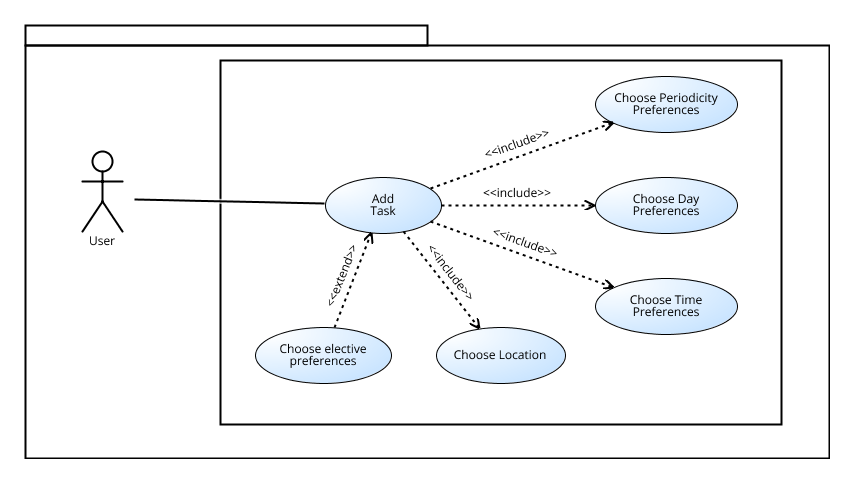 Choose Periodicity
Preferences
<<include>>
Add
Task
<<include>>
Choose Day
Preferences
User
<<include>>
<<extend>>
<<include>>
Choose Time
Preferences
Choose elective
preferences
Choose Location